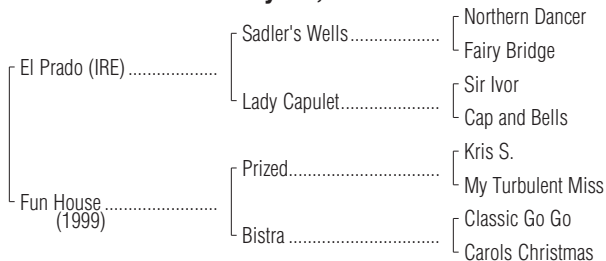 Northern Dancer
Sadler's Wells....................
Fairy Bridge
El Prado (IRE) ....................
Sir Ivor
Lady Capulet......................
Cap and Bells
Kris S.
Prized..................................
My Turbulent Miss
Fun House .........................
(1999)
Classic Go Go
Bistra ..................................
Carols Christmas